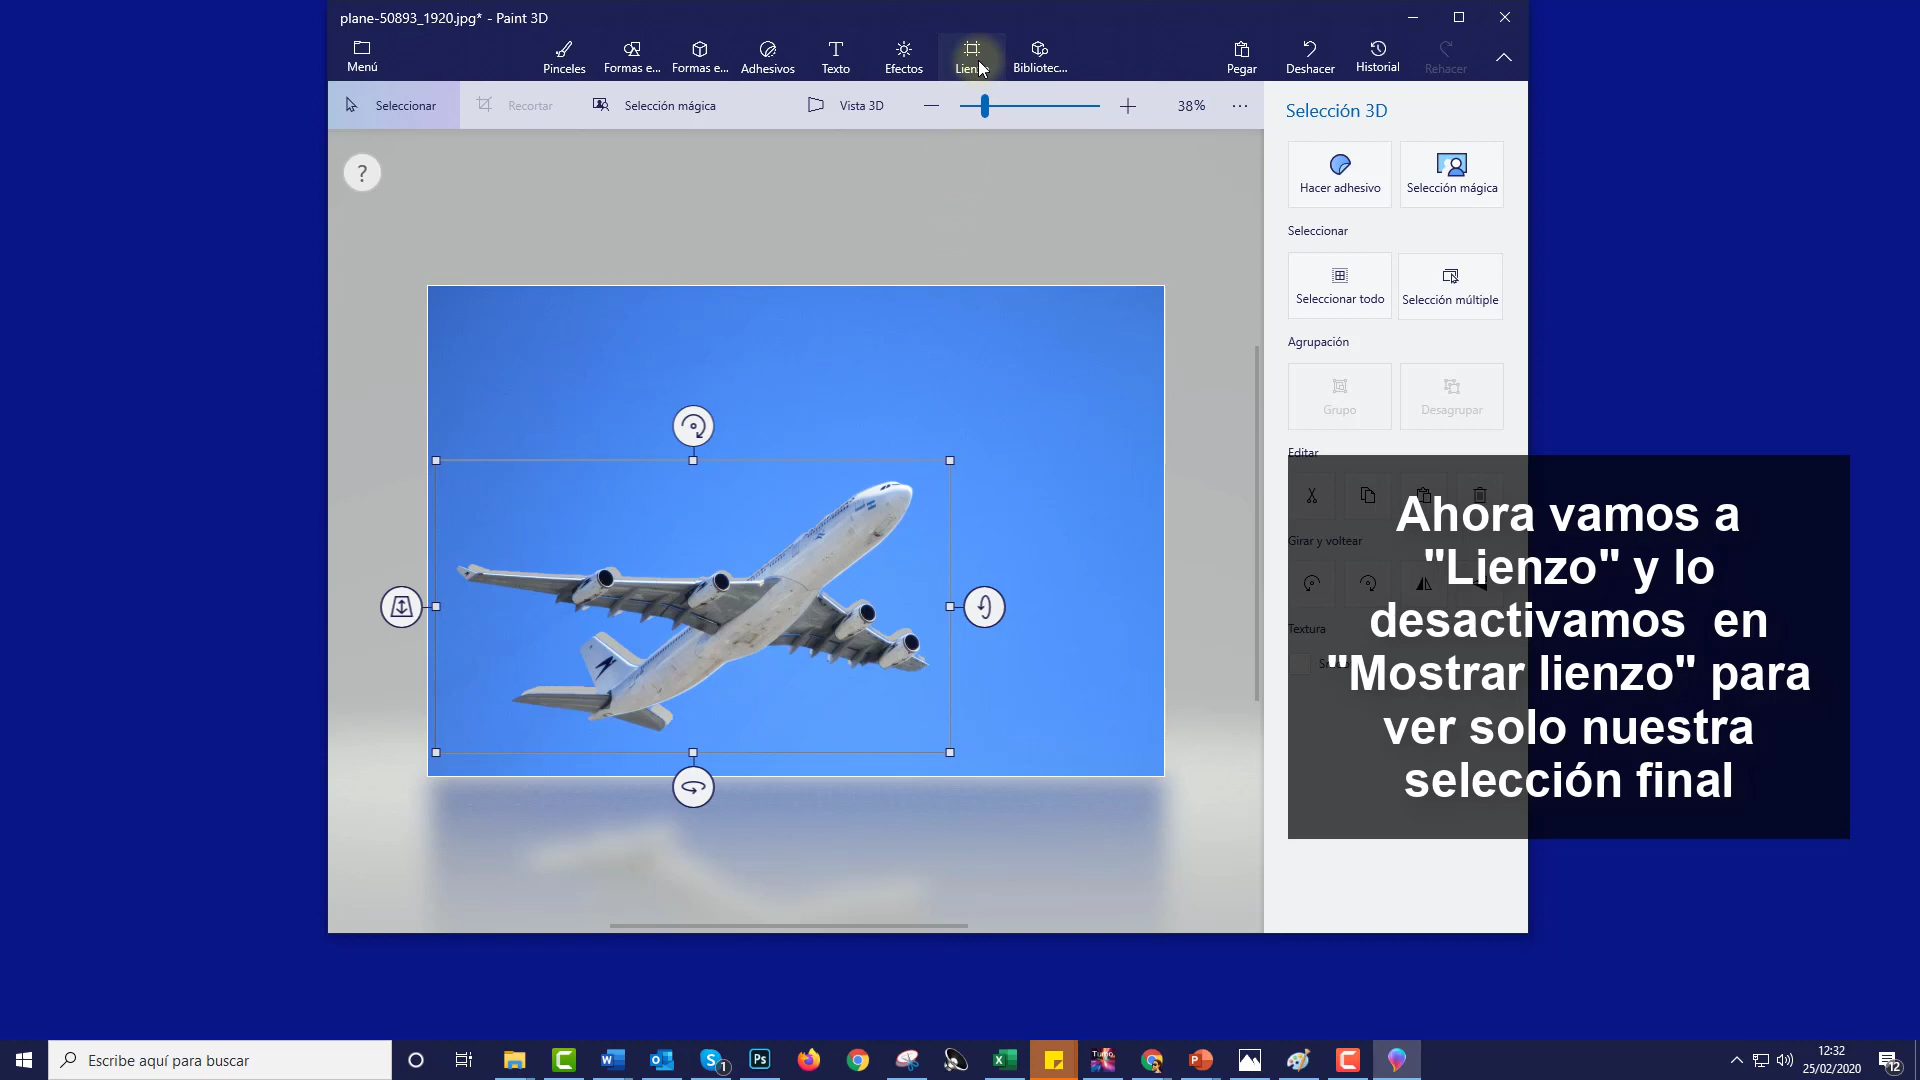 plane-50893_1920.jpg* - Paint 3D
Menú
Pinceles
Formas e...
Formas e...
Adhesivos
Texto
Efectos
Bibliotec...
Pegar
Deshacer
Historial
Rehacer
Seleccionar
Recortar
Selección mágica
Vista 3D
38%
Selección 3D
?
Hacer adhesivo
Selección mágica
Seleccionar
Seleccionar todo
Selección múltiple
Agrupación
Grupo
Desagrupar
Editar
Girar y voltear
Textura
Ahora vamos a
"Lienzo" y lo
desactivamos en
"Mostrar lienzo" para
ver solo nuestra
selección final
Escribe aquí para buscar
1
12:32
25/02/2020
12